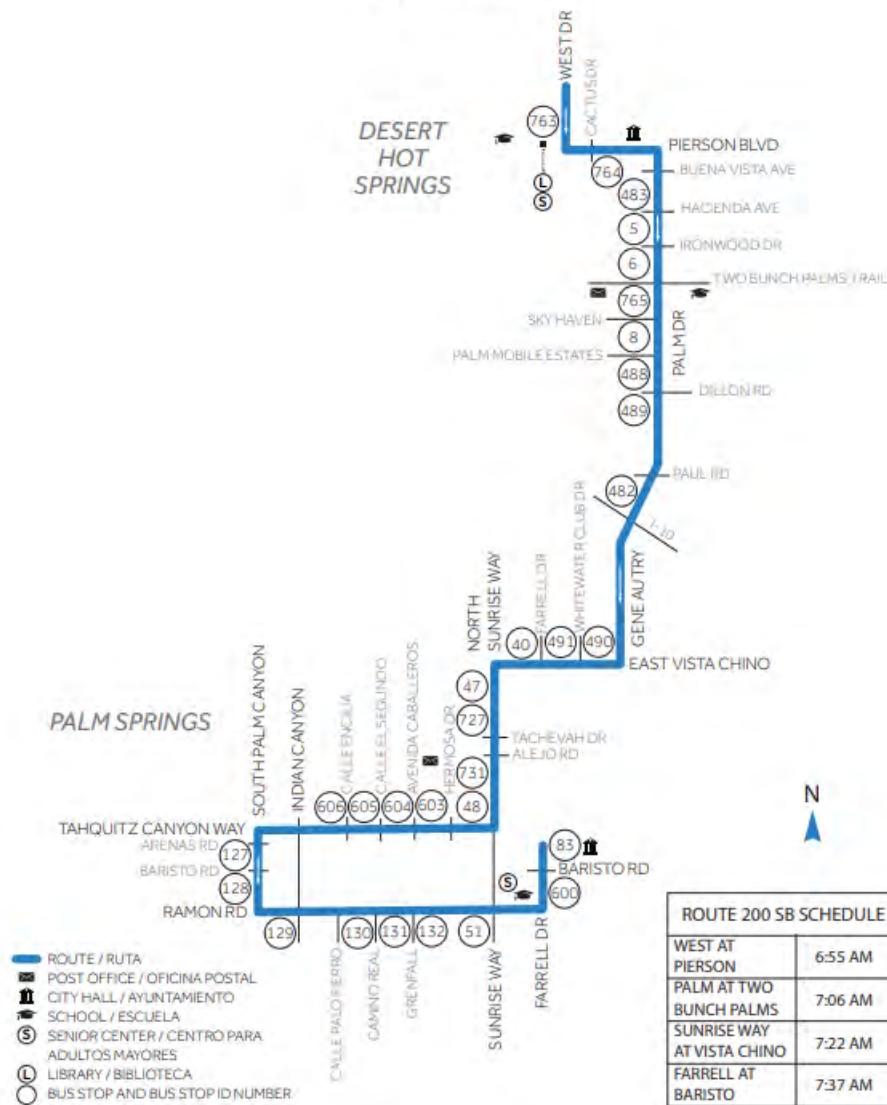 WEST DR
CACTUS DR
763
DESERT
HOT
SPRINGS
PIERSON BLVD
764
BUENA VISTA AVE
L
S
483
HACIENDA AVE
5
IRONWOOD DR
6
TWO BUNCH PALMS TRAIL
765
SKY HAVEN
8
PALM DR
PALM MOBILE ESTATES
488
DILLON RD
489
PAUL RD
482
I-10
GENE AUTRY
WHITEWATER CLUB DR
FARRELL DR
NORTH
SUNRISE WAY
40
491
490
EAST VISTA CHINO
47
727
TACHEVAH DR
ALEJO RD
731
48
PALM SPRINGS
SOUTH PALM CANYON
INDIAN CANYON
CALLE ENCILIA
CALLE EL SEGUNDO
AVENIDA CABALLEROS
HERMOSA DR
606
605
604
603
TAHQUITZ CANYON WAY
ARENAS RD
127
BARISTO RD
128
RAMON RD
83
BARISTO RD
S
600
129
130
131
132
51
CALLE PALO FIERRO
CAMINO REAL
GRENFALL
SUNRISE WAY
FARRELL DR
N
ROUTE / RUTA
POST OFFICE / OFICINA POSTAL
CITY HALL / AYUNTAMIENTO
SCHOOL / ESCUELA
S SENIOR CENTER / CENTRO PARA
ADULTOS MAYORES
L LIBRARY / BIBLIOTECA
BUS STOP AND BUS STOP ID NUMBER
ROUTE 200 SB SCHEDULE
WEST AT
PIERSON 6:55 AM
PALM AT TWO
BUNCH PALMS 7:06 AM
SUNRISE WAY
AT VISTA CHINO 7:22 AM
FARRELL AT
BARISTO 7:37 AM